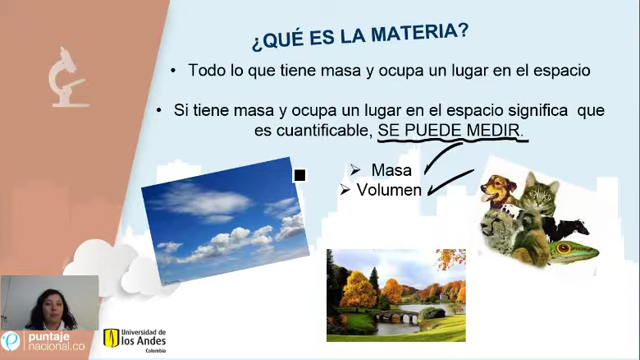 ¿QUÉ ES LA MATERIA?
• Todo lo que tiene masa y ocupa un lugar en el espacio
• Si tiene masa y ocupa un lugar en el espacio significa que
es cuantificable, SE PUEDE MEDIR.
➢ Masa
➢ Volumen
puntaje
nacional.co
Universidad de
los Andes
Colombia